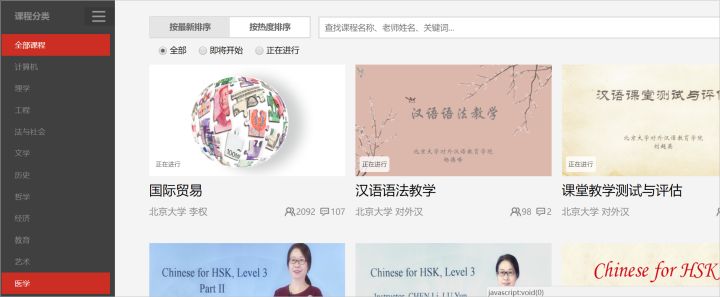 课程分类
全部课程
计算机
理学
工程
法与社会
文学
历史
哲学
经济
教育
艺术
医学
按最新排序
按热度排序
查找课程名称、老师姓名、关键词...
全部
即将开始
正在进行
正在进行
国际贸易
北京大学 李权
2092
107
汉语语法教学
北京大学对外汉语教育学院
正在进行
汉语语法教学
北京大学 对外汉
98
2
汉语课堂测试与评估
北京大学对外汉语教育学院
刘超英
正在进行
课堂教学测试与评估
北京大学 对外汉
Chinese for HSK, Level 3
Part II
Chinese for HSK, Level 3
Chinese for HSK
javascript:void(0)